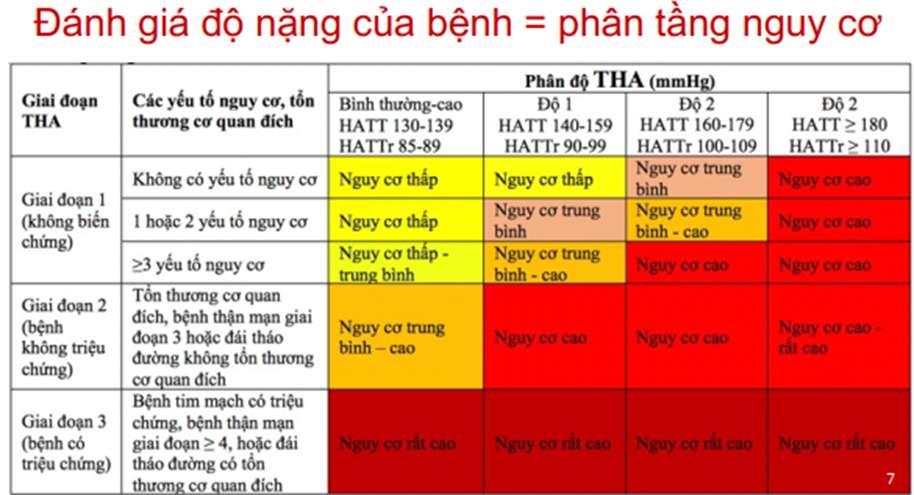 Đánh giá độ nặng của bệnh = phân tầng nguy cơ
Giai đoạn
THA
Các yếu tố nguy cơ, tổn
thương cơ quan đích
Phân độ THA (mmHg)
Bình thường-cao
HATT 130-139
HATTr 85-89
Độ 1
HATT 140-159
HATTr 90-99
Độ 2
HATT 160-179
HATTr 100-109
Độ 2
HATT ≥ 180
HATTr ≥ 110
Giai đoạn 1
(không biến
chứng)
Không có yếu tố nguy cơ
Nguy cơ thấp
Nguy cơ thấp
Nguy cơ trung
bình
Nguy cơ cao
1 hoặc 2 yếu tố nguy cơ
Nguy cơ thấp
Nguy cơ trung
bình
Nguy cơ trung
bình - cao
Nguy cơ cao
≥3 yếu tố nguy cơ
Nguy cơ thấp -
trung bình
Nguy cơ trung
bình - cao
Nguy cơ cao
Nguy cơ cao
Giai đoạn 2
(bệnh
không triệu
chứng)
Tổn thương cơ quan
đích, bệnh thận mạn giai
đoạn 3 hoặc đái tháo
đường không tổn thương
cơ quan đích
Nguy cơ trung
bình – cao
Nguy cơ cao
Nguy cơ cao
Nguy cơ cao -
rất cao
Giai đoạn 3
(bệnh có
triệu chứng)
Bệnh tim mạch có triệu
chứng, bệnh thận mạn
giai đoạn ≥ 4, hoặc đái
tháo đường có tổn
thương cơ quan đích
Nguy cơ rất cao
Nguy cơ rất cao
Nguy cơ rất cao
Nguy cơ rất cao
7